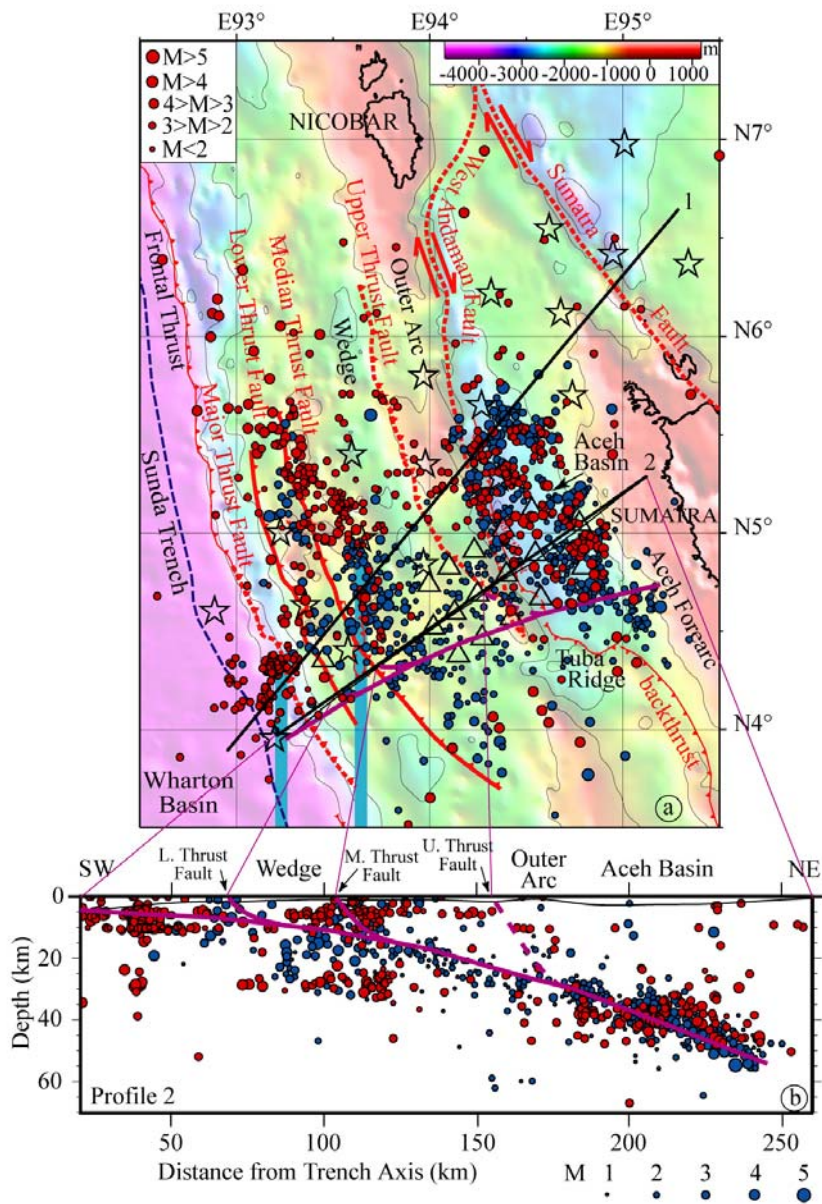 E93°
E94°
E95°
M>5
M>4
4>M>3
3>M>2
M<2
m
-4000
-3000
-2000
-1000
0
1000
NICOBAR
N7°
N6°
N5°
N4°
Sumatra
Fault
1
West Andaman Fault
Upper Thrust Fault
Outer Arc
Wedge
Median Thrust Fault
Lower Thrust Fault
Frontal Thrust
Major Thrust Fault
Sunda Trench
Aceh
Basin
2
SUMATRA
Aceh Forearc
Tuba
Ridge
backthrust
Wharton
Basin
a
SW
L. Thrust
Fault
Wedge
M. Thrust
Fault
U. Thrust
Fault
Outer
Arc
Aceh Basin
NE
0
20
40
60
Depth (km)
Profile 2
b
50
100
150
200
250
Distance from Trench Axis (km)
M 1 2 3 4 5